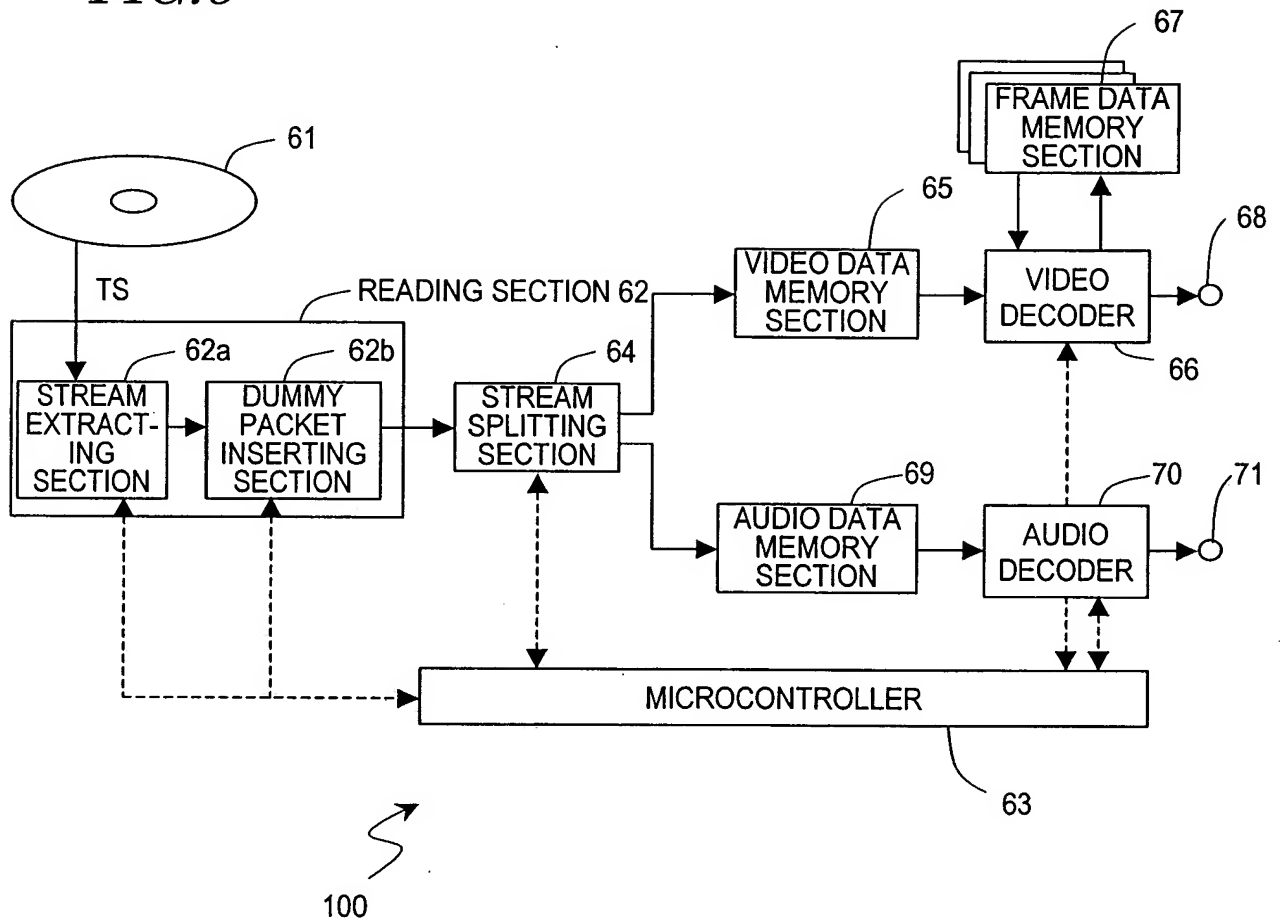 67
FRAME DATA
MEMORY
SECTION
61
65
68
VIDEO DATA
MEMORY
SECTION
VIDEO
DECODER
TS
READING SECTION 62
66
62a
62b
64
STREAM
EXTRACT-
ING
SECTION
DUMMY
PACKET
INSERTING
SECTION
STREAM
SPLITTING
SECTION
69
70
71
AUDIO DATA
MEMORY
SECTION
AUDIO
DECODER
MICROCONTROLLER
63
100